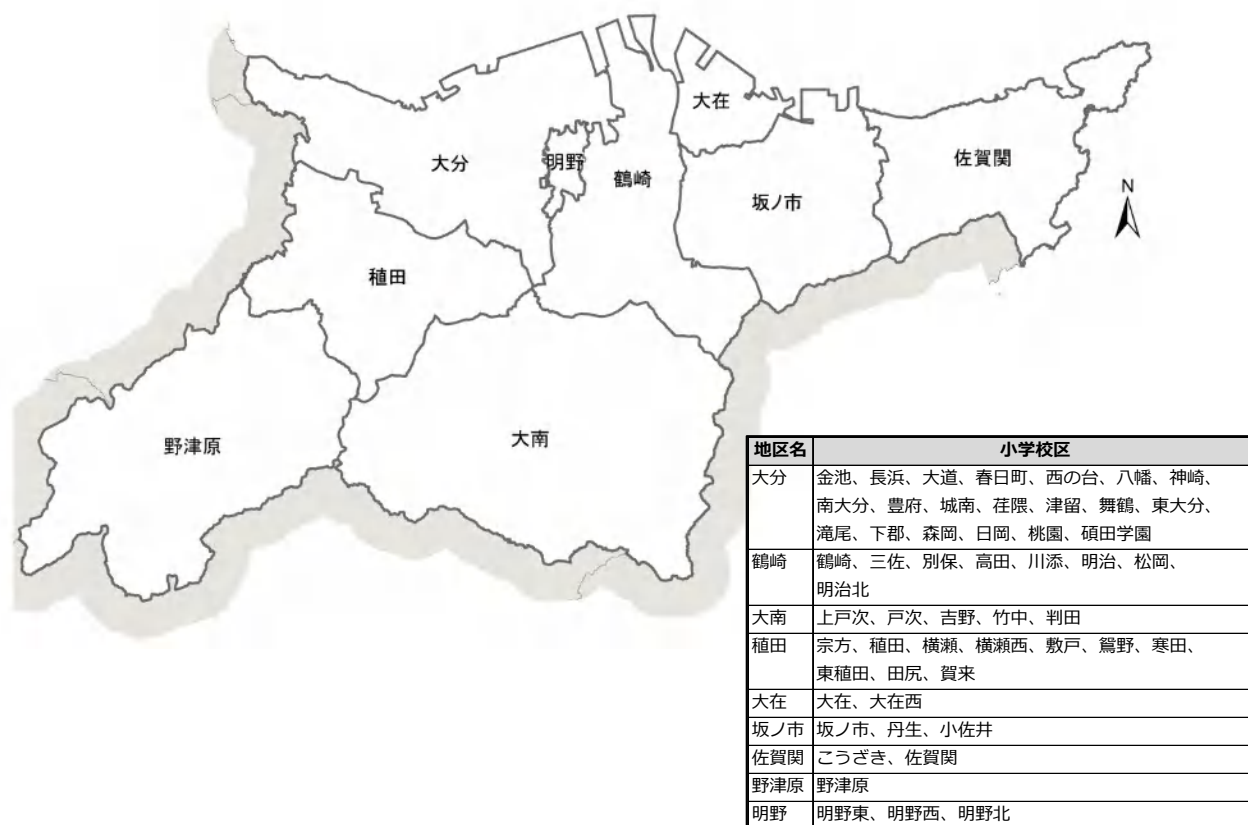 大在
N
大分
明野
佐賀関
鶴崎
坂ノ市
稙田
大南
野津原
地区名 小学校区
大分 金池、長浜、大道、春日町、西の台、八幡、神崎、
南大分、豊府、城南、荏隈、津留、舞鶴、東大分、
滝尾、下郡、森岡、日岡、桃園、碩田学園
鶴崎 鶴崎、三佐、別保、高田、川添、明治、松岡、
明治北
大南 上戸次、戸次、吉野、竹中、判田
稙田 宗方、稙田、横瀬、横瀬西、敷戸、鴛野、寒田、
東稙田、田尻、賀来
大在 大在、大在西
坂ノ市 坂ノ市、丹生、小佐井
佐賀関 こうざき、佐賀関
野津原 野津原
明野 明野東、明野西、明野北